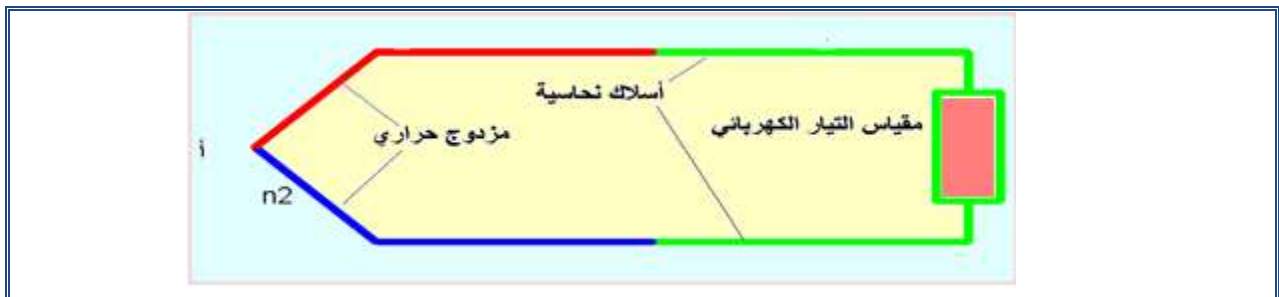 أسلاك نحاسية
مقياس التيار الكهربائي
مزدوج حراري
أ
n2